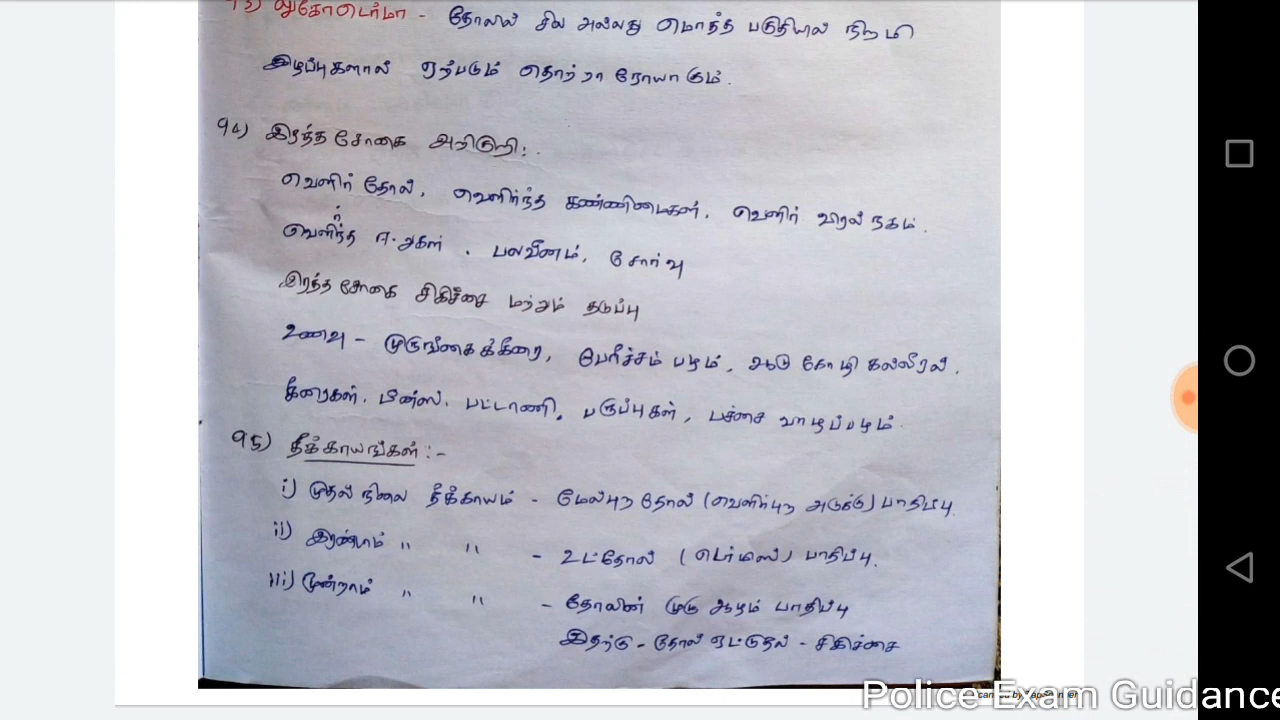 93) லுகோடெர்மா - தோலில் சில அல்லது மொத்த பகுதியில் நிறமி
இழப்புகளால் ஏற்படும் தொற்றா நோயாகும்.
94) இரத்த சோகை அறிகுறி:.
வெளிர் தோல், வெளிர்ந்த கண்ணிமைகள், வெளிர் விரல் நகம்.
வெளிர்ந்த ஈறுகள், பலவீனம், சோர்வு
இரத்த சோகை சிகிச்சை மற்றும் தடுப்பு
உணவு - முருங்கைக்கீரை, பேரீச்சம் பழம், ஆடு கோழி கல்லீரல்,
கீரைகள், பீன்ஸ், பட்டாணி, பருப்புகள், பச்சை வாழப்பழம்.
95) தீக்காயங்கள் :-
i) முதல் நிலை தீக்காயம் - மேல்புற தோல் (வெளிர்புற அடுக்கு) பாதிப்பு.
ii) இரண்டாம் " " - உட்தோல் (டெர்மிஸ்) பாதிப்பு.
iii) மூன்றாம் " " - தோலின் முழு ஆழம் பாதிப்பு
இதற்கு - தோல் ஒட்டுதல் - சிகிச்சை
Police Exam Guidance